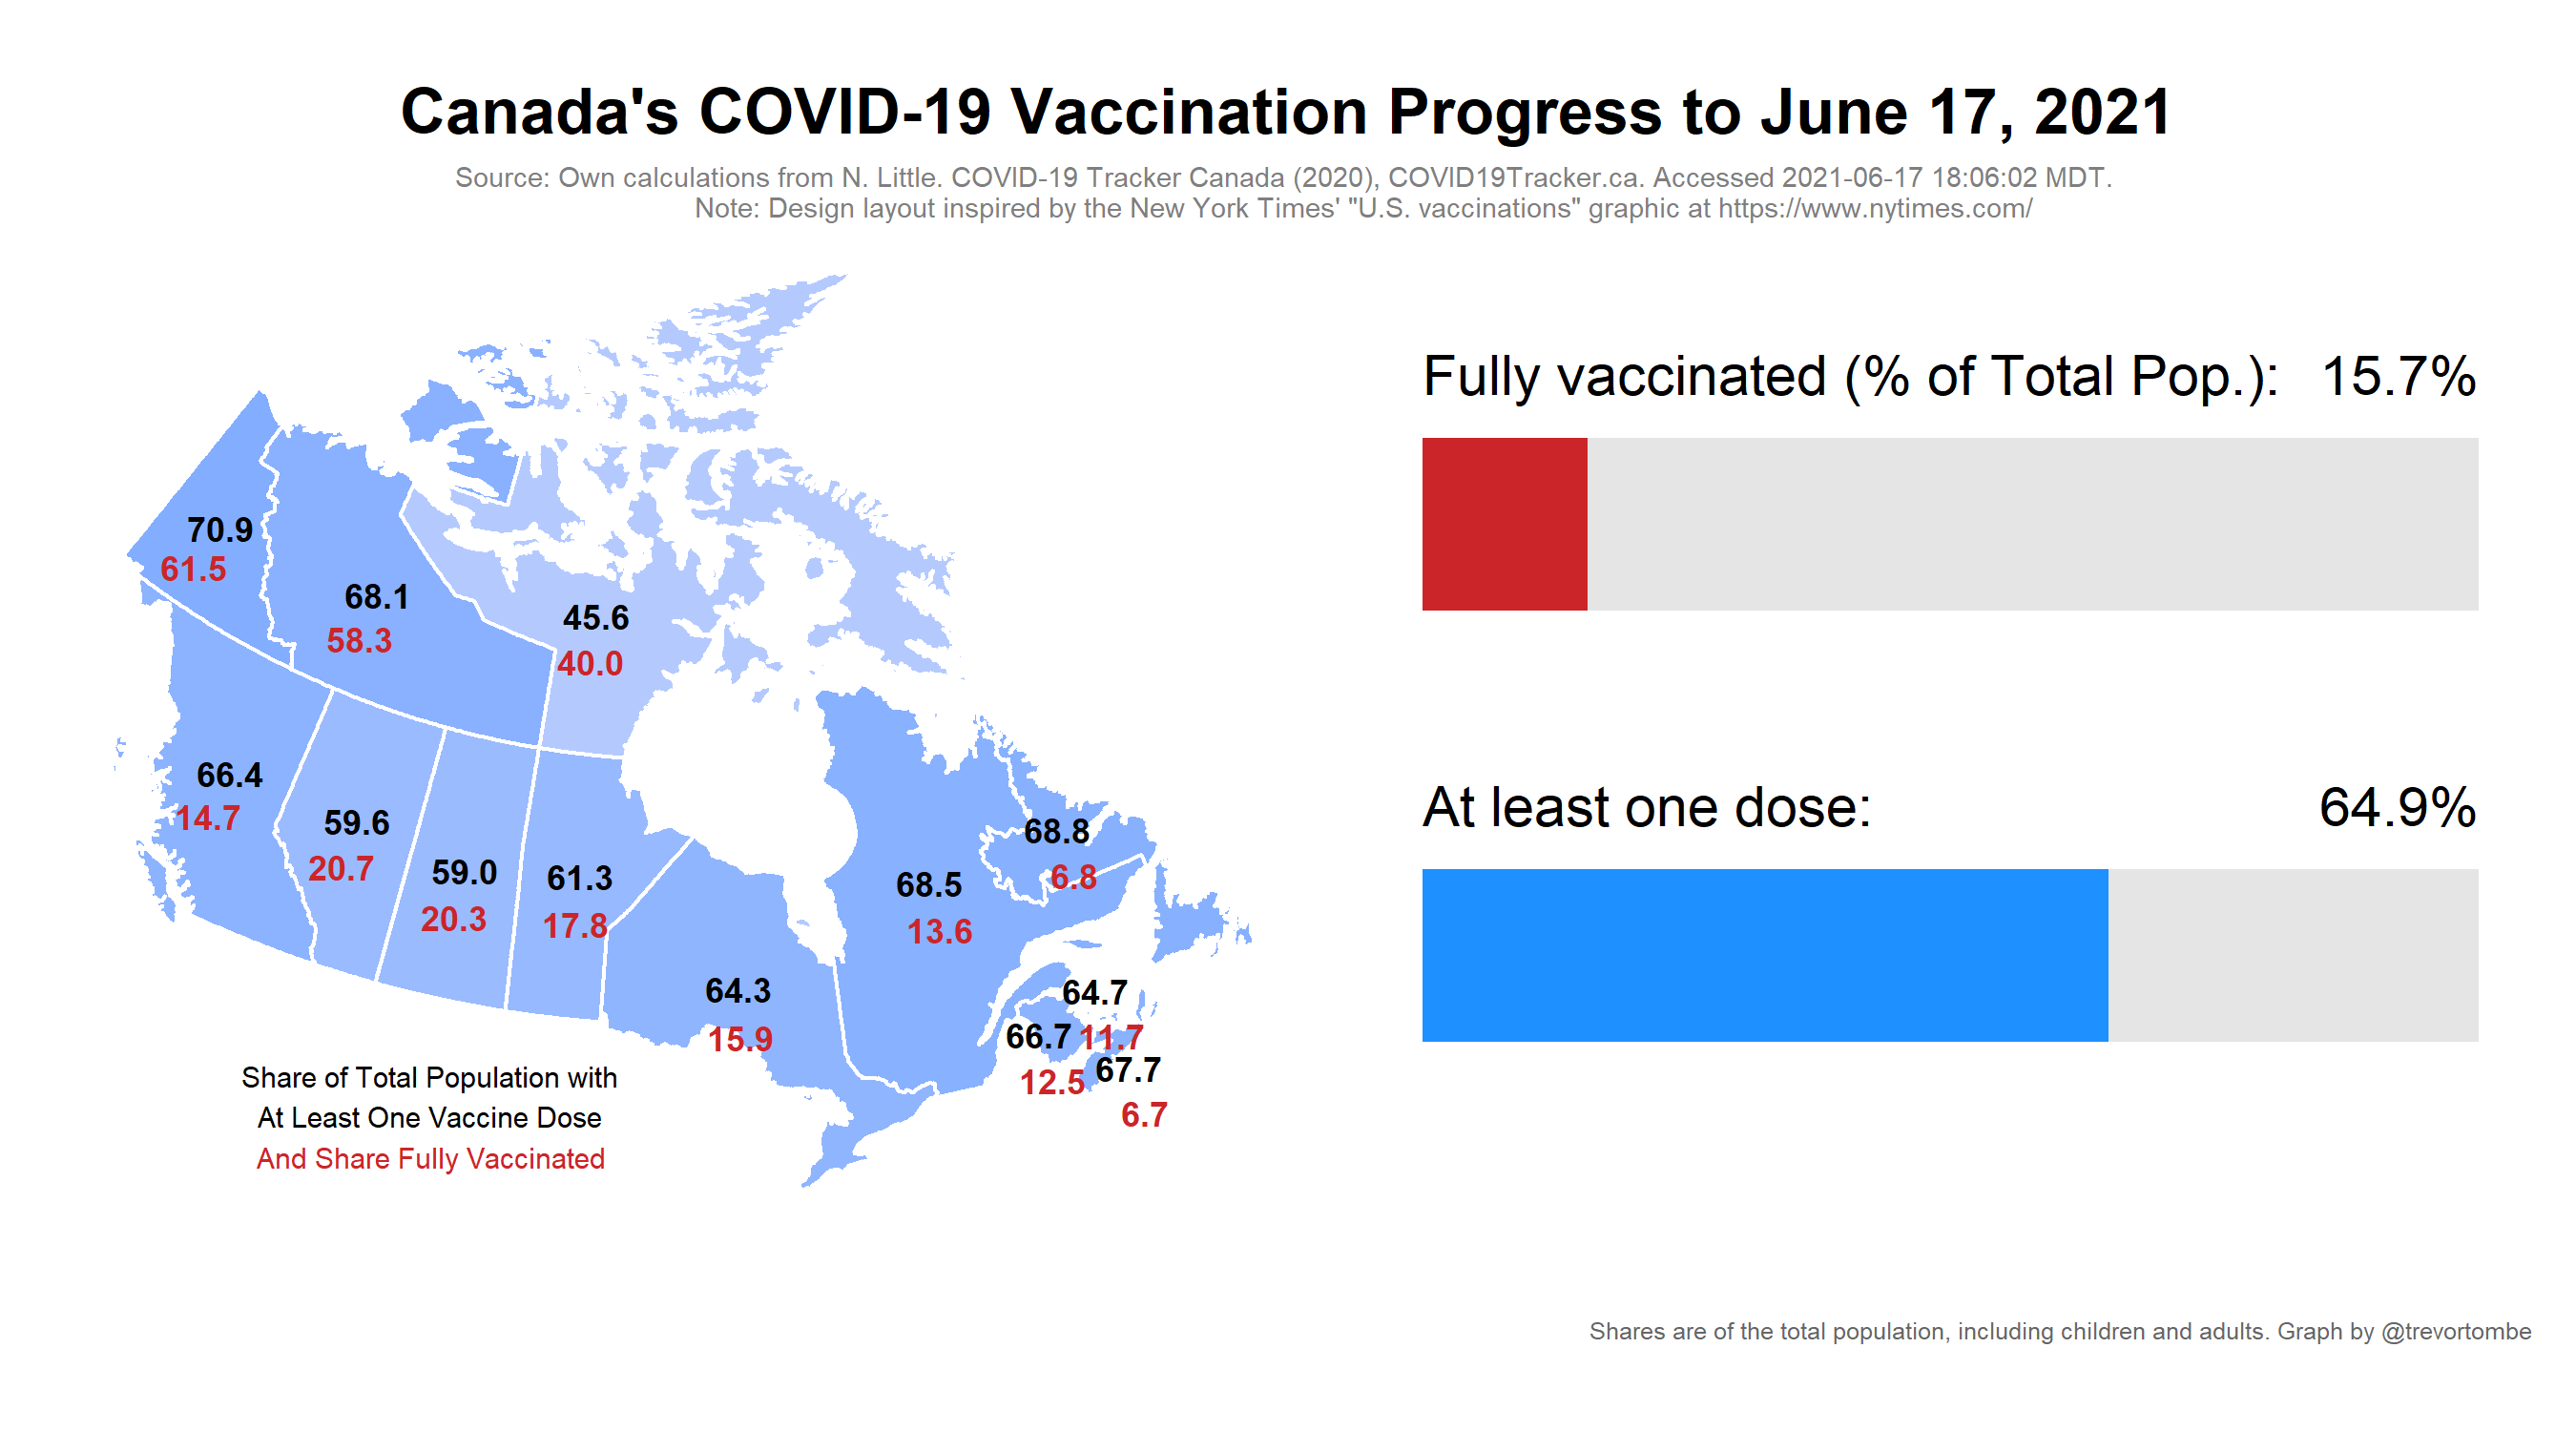 Canada's COVID-19 Vaccination Progress to June 17, 2021
Source: Own calculations from N. Little. COVID-19 Tracker Canada (2020), COVID19Tracker.ca. Accessed 2021-06-17 18:06:02 MDT.
Note: Design layout inspired by the New York Times' "U.S. vaccinations" graphic at https://www.nytimes.com/
70.9
61.5
68.1
58.3
45.6
40.0
66.4
14.7
59.6
20.7
59.0
20.3
61.3
17.8
64.3
15.9
68.5
13.6
68.8
6.8
64.7
11.7
66.7
12.5
67.7
6.7
Share of Total Population with
At Least One Vaccine Dose
And Share Fully Vaccinated
Fully vaccinated (% of Total Pop.): 15.7%
At least one dose: 64.9%
Shares are of the total population, including children and adults. Graph by @trevortombe